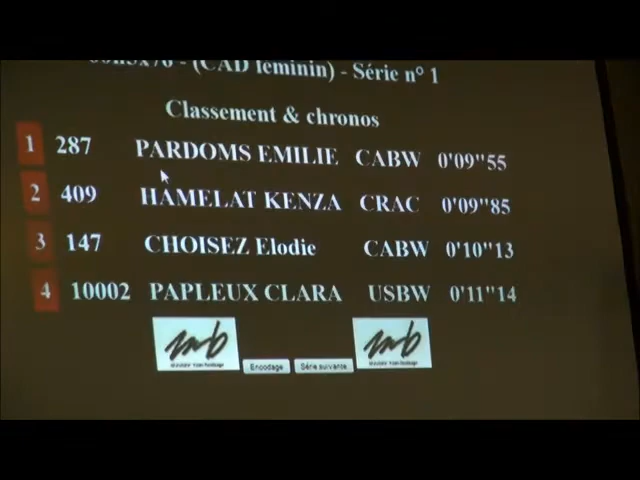 (CAD feminin) - Série n° 1
Classement & chronos
1 287 PARDOMS EMILIE CABW 0'09"55
2 409 HAMELAT KENZA CRAC 0'09"85
3 147 CHOISEZ Elodie CABW 0'10"13
4 10002 PAPLEUX CLARA USBW 0'11"14
Encodage Série suivante